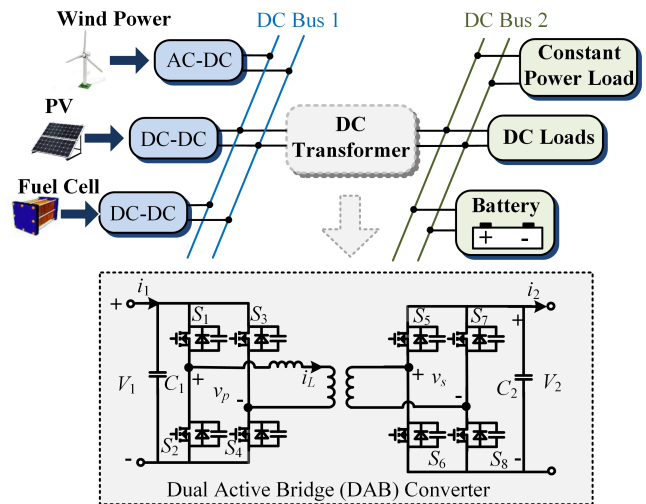 Wind Power
DC Bus 1
DC Bus 2
AC-DC
Constant
Power Load
PV
DC-DC
DC
Transformer
DC Loads
Fuel Cell
DC-DC
Battery
+ -
i1
S1
S3
S5
S7
i2
+
+
V1
C1
+
vp
-
iL
+
vs
-
C2
V2
S2
S4
S6
S8
-
-
Dual Active Bridge (DAB) Converter